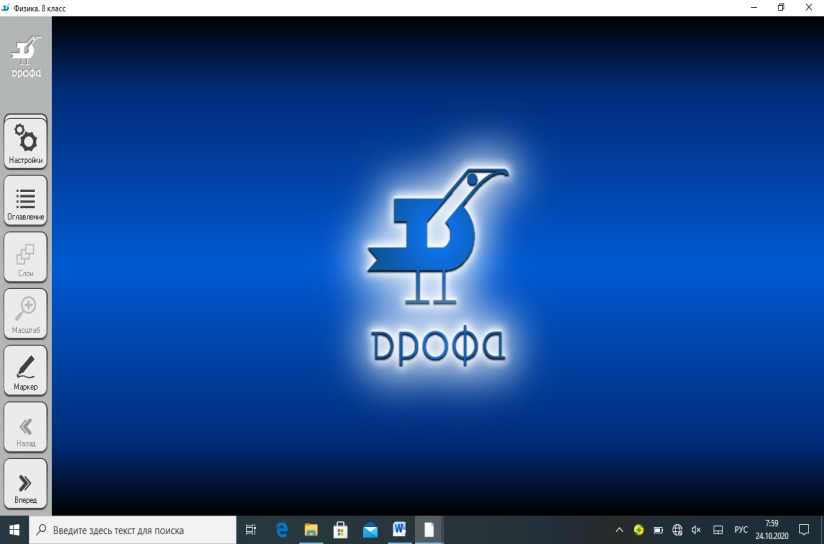 Физика. 8 класс
дрофа
Настройки
Оглавление
Слои
Масштаб
Маркер
Назад
Вперед
дрофа
Введите здесь текст для поиска
РУС
7:59
24.10.2020